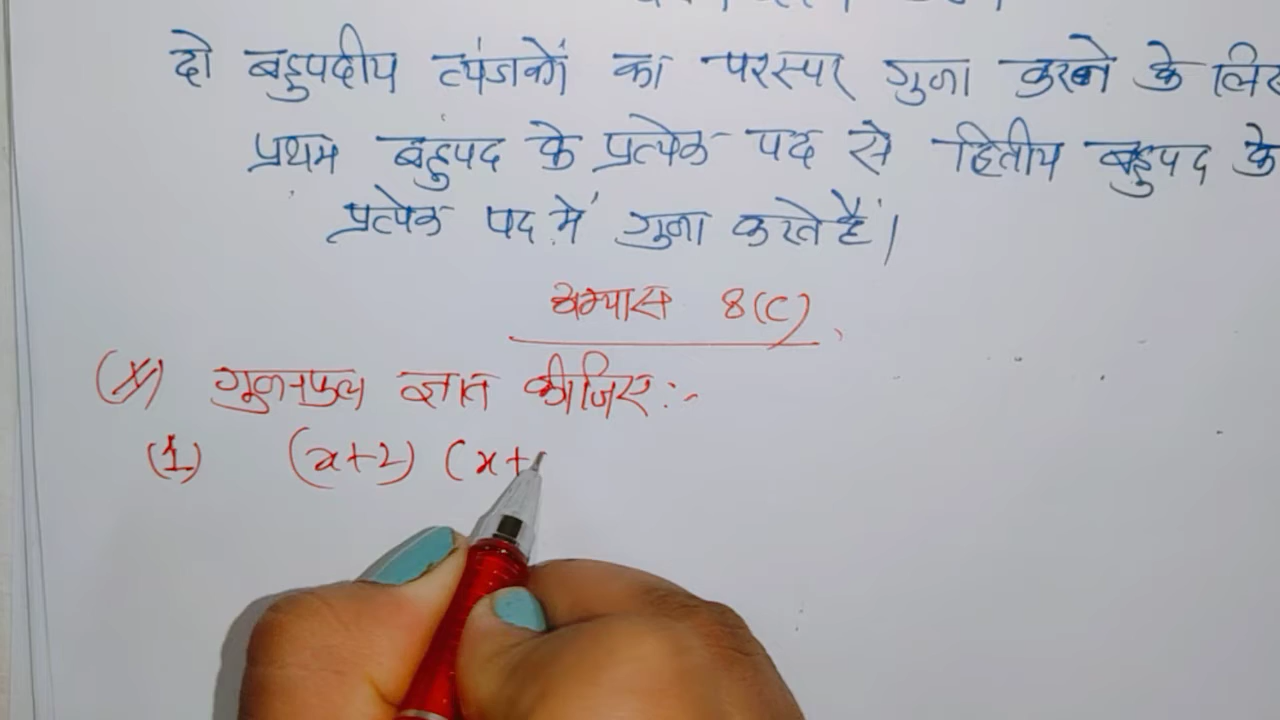 दो बहुपदीय व्यंजकों का परस्पर गुणा करने के लिए
प्रथम बहुपद के प्रत्येक पद से द्वितीय बहुपद के
प्रत्येक पद में गुणा करते है।
अभ्यास 8(C)
गुणनफल ज्ञात कीजिए :-
(1) (x+2) (x+